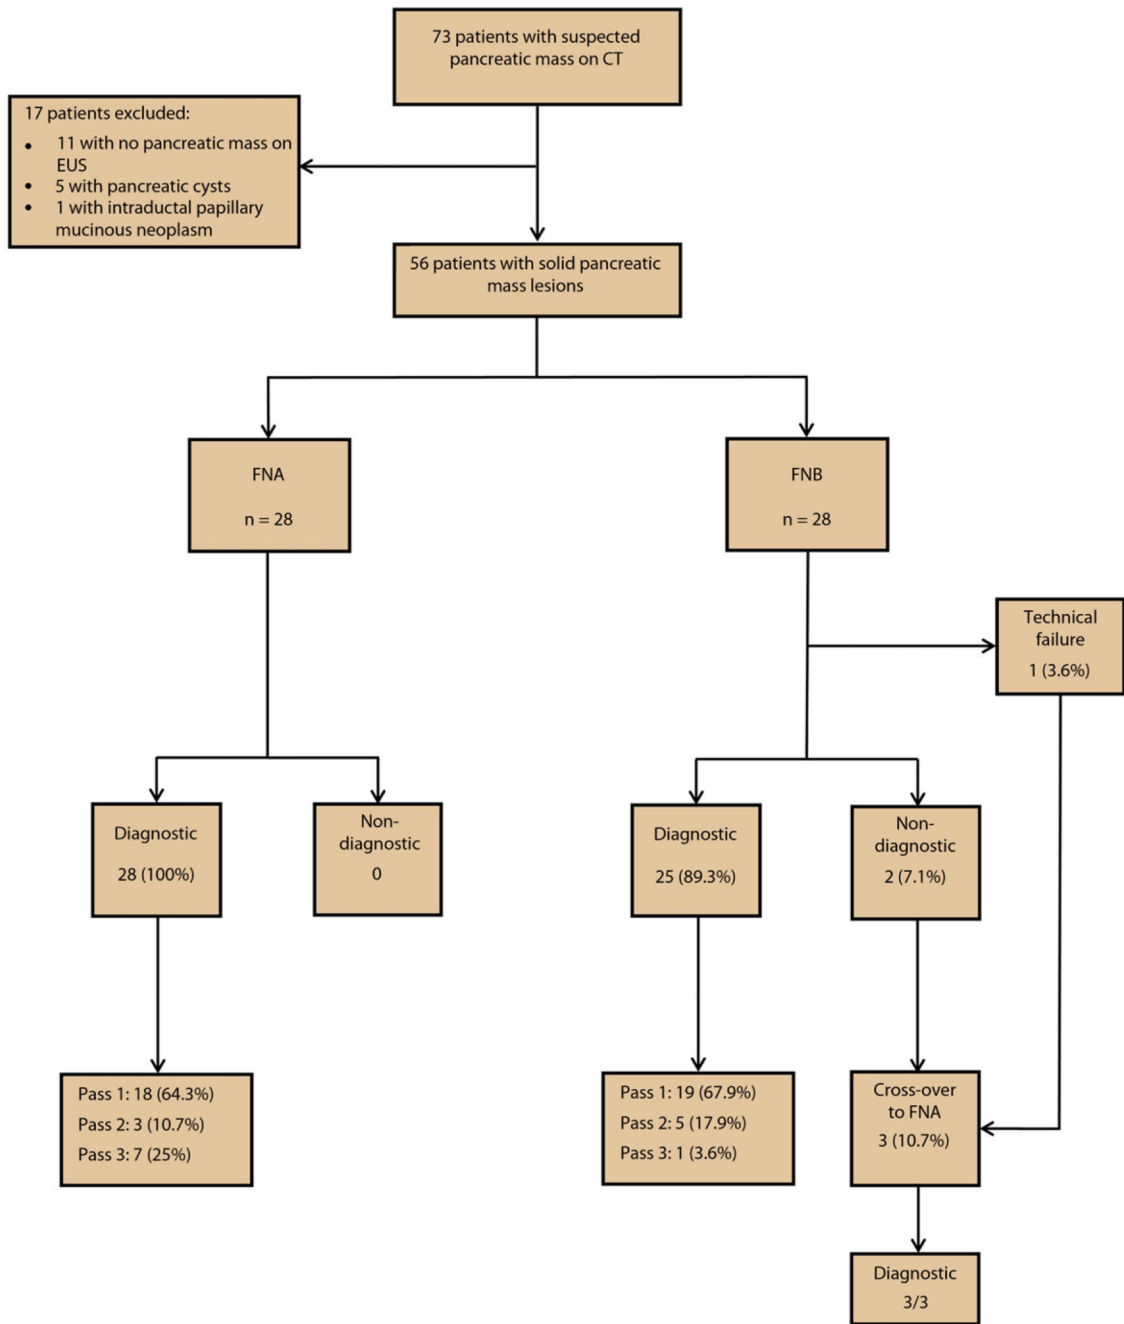 73 patients with suspected
pancreatic mass on CT
17 patients excluded:
• 11 with no pancreatic mass on
EUS
• 5 with pancreatic cysts
• 1 with intraductal papillary
mucinous neoplasm
56 patients with solid pancreatic
mass lesions
FNA
n = 28
FNB
n = 28
Technical
failure
1 (3.6%)
Diagnostic
28 (100%)
Non-
diagnostic
0
Diagnostic
25 (89.3%)
Non-
diagnostic
2 (7.1%)
Pass 1: 18 (64.3%)
Pass 2: 3 (10.7%)
Pass 3: 7 (25%)
Pass 1: 19 (67.9%)
Pass 2: 5 (17.9%)
Pass 3: 1 (3.6%)
Cross-over
to FNA
3 (10.7%)
Diagnostic
3/3